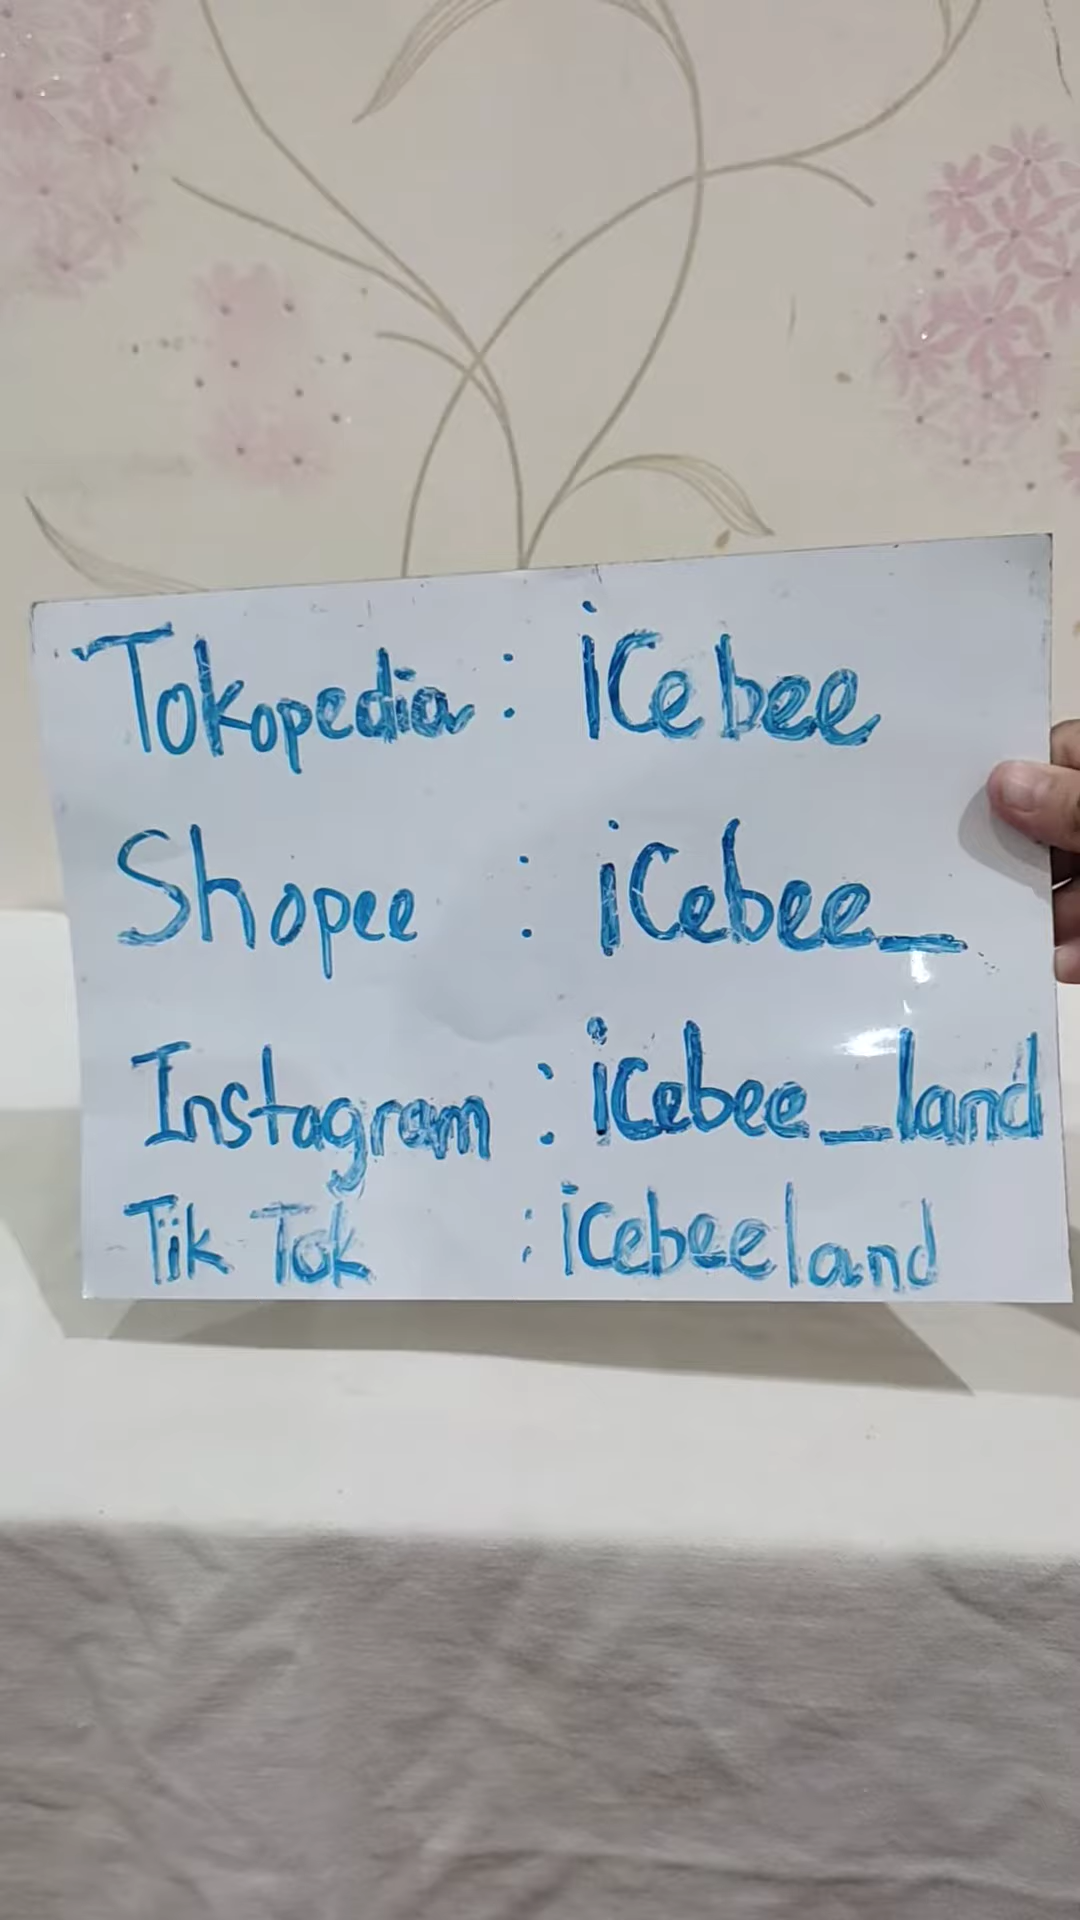 Tokopedia : icebee
Shopee : icebee_
Instagram : icebee_land
Tik Tok : icebeeland